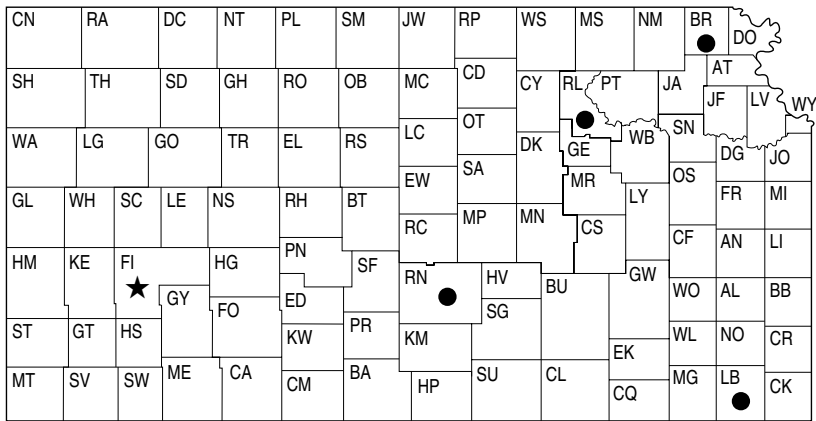 CN RA DC NT PL SM JW RP WS MS NM BR DO
SH TH SD GH RO OB MC CD CY RL PT JA AT
JF LV WY
WA LG GO TR EL RS LC OT DK GE WB SN DG JO
GL WH SC LE NS RH BT EW SA MR LY OS FR MI
RC MP MN CS
HM KE FI HG PN SF RN HV BU GW CF AN LI
GY ED SG WO AL BB
ST GT HS FO KW PR KM EK WL NO CR
MT SV SW ME CA CM BA HP SU CL CQ MG LB CK